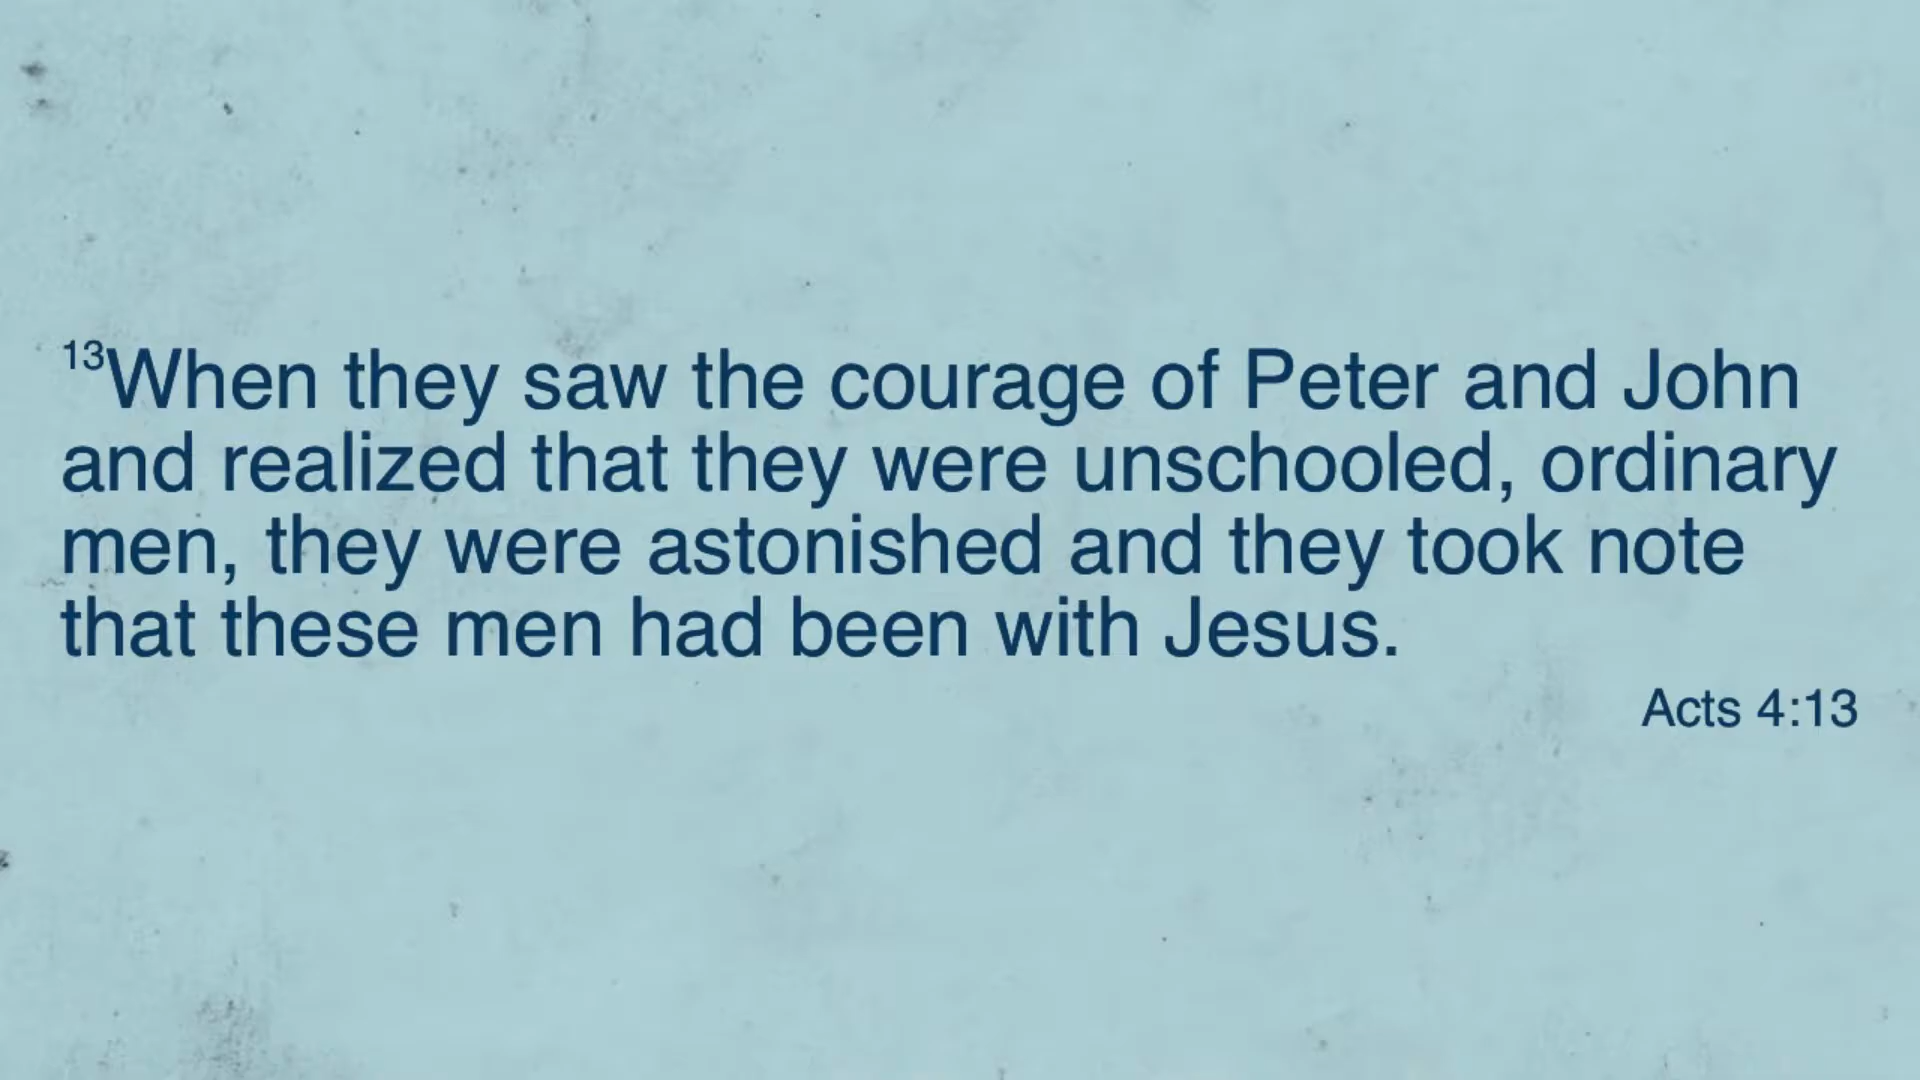 ¹³When they saw the courage of Peter and John
and realized that they were unschooled, ordinary
men, they were astonished and they took note
that these men had been with Jesus.
Acts 4:13